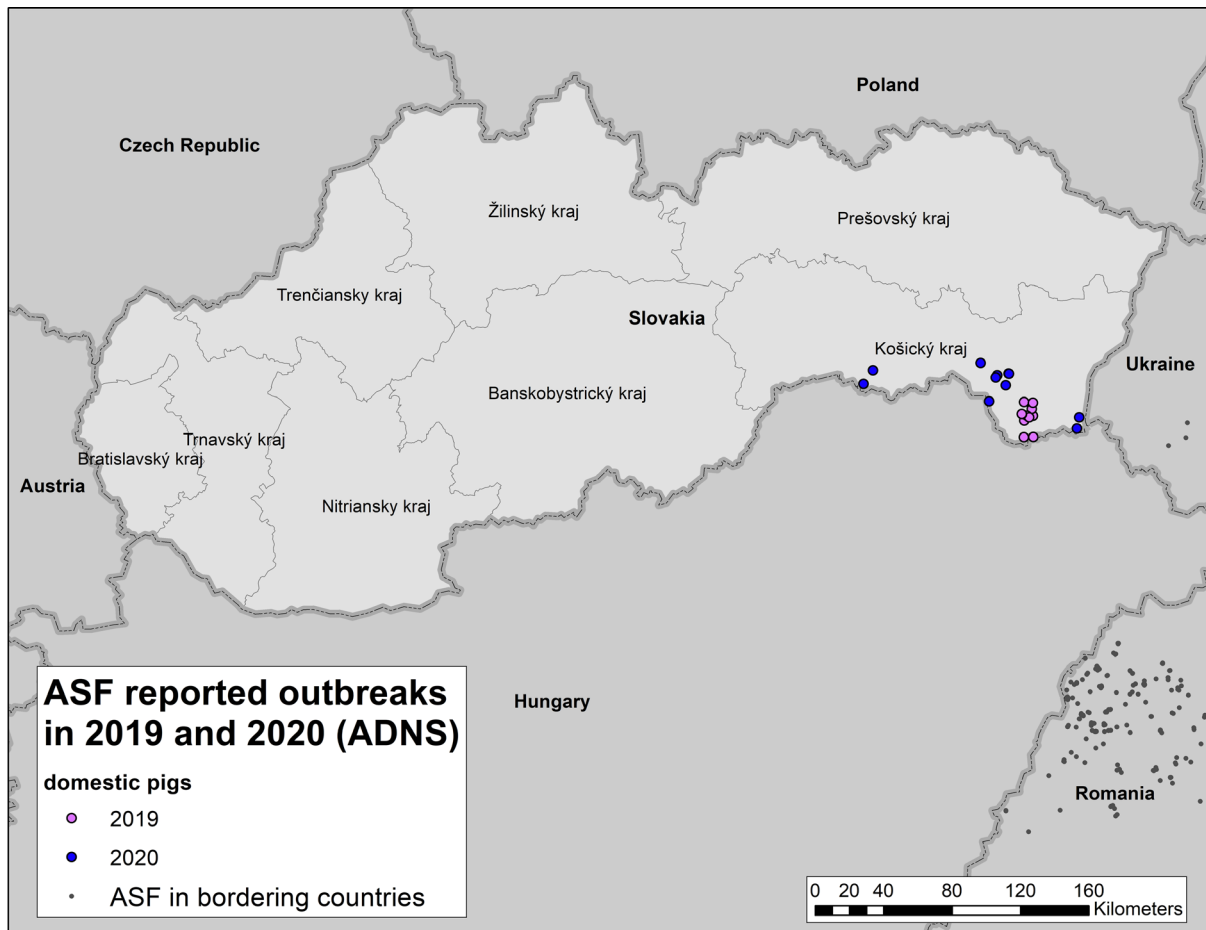 Poland
Czech Republic
Žilinský kraj
Prešovský kraj
Trenčiansky kraj
Slovakia
Košický kraj
Ukraine
Banskobystrický kraj
Trnavský kraj
Bratislavský kraj
Austria
Nitriansky kraj
Hungary
Romania
ASF reported outbreaks
in 2019 and 2020 (ADNS)
domestic pigs
2019
2020
ASF in bordering countries
0 20 40 80 120 160
Kilometers